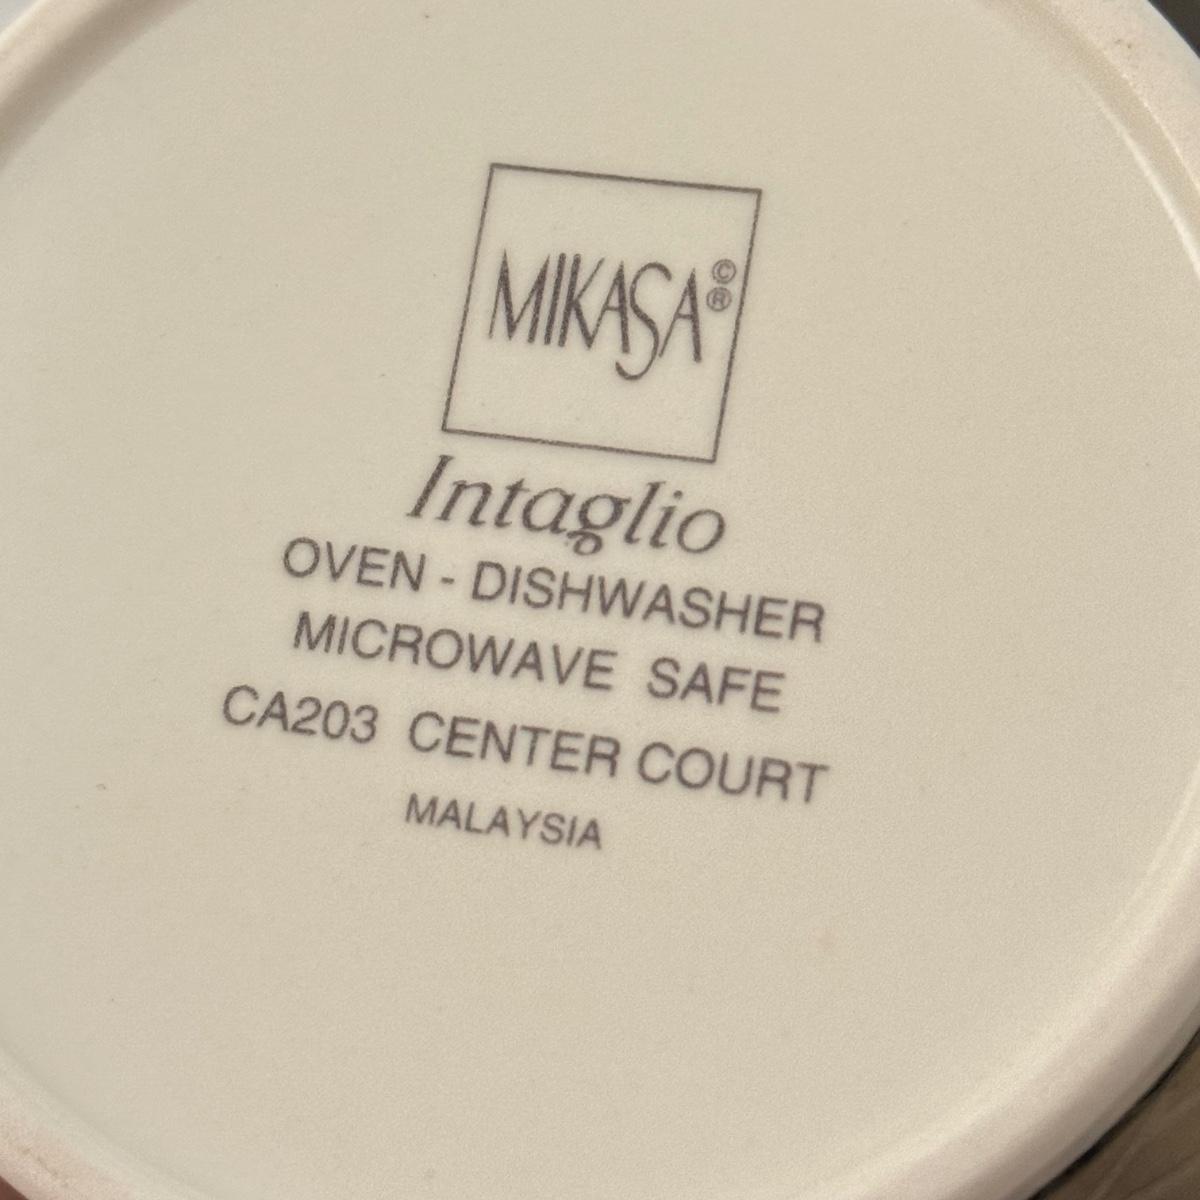 MIKASA©®
Intaglio
OVEN - DISHWASHER
MICROWAVE SAFE
CA203 CENTER COURT
MALAYSIA